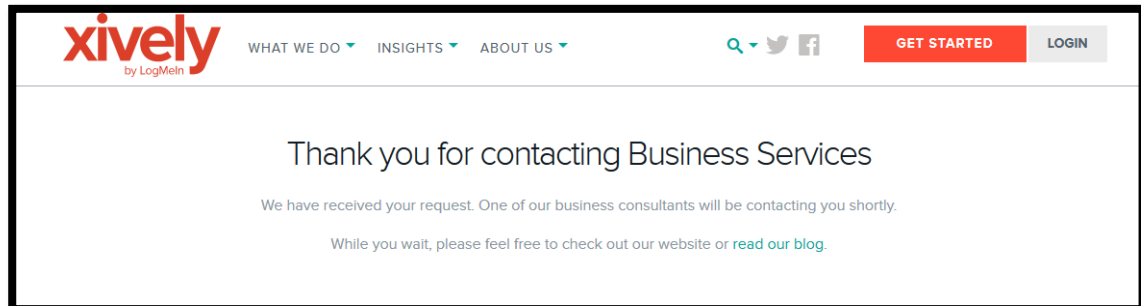 xively
by LogMeIn
WHAT WE DO INSIGHTS ABOUT US GET STARTED LOGIN
Thank you for contacting Business Services
We have received your request. One of our business consultants will be contacting you shortly.
While you wait, please feel free to check out our website or read our blog.